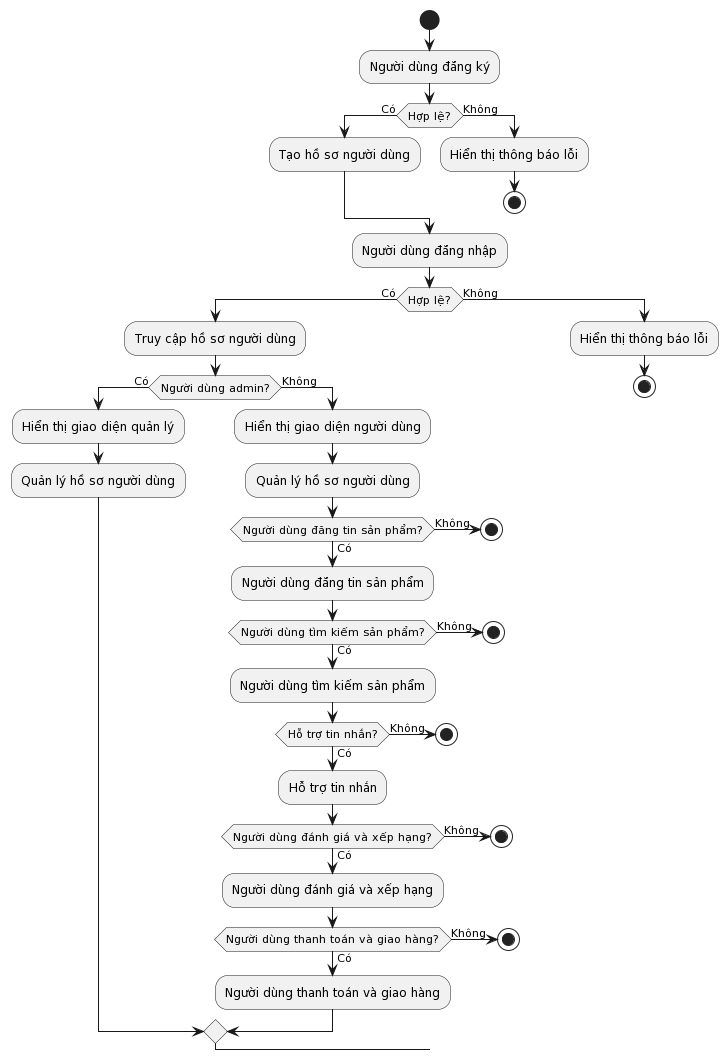 Người dùng đăng ký
Có
Hợp lệ?
Không
Tạo hồ sơ người dùng
Hiển thị thông báo lỗi
Người dùng đăng nhập
Có
Hợp lệ?
Không
Truy cập hồ sơ người dùng
Hiển thị thông báo lỗi
Có
Người dùng admin?
Không
Hiển thị giao diện quản lý
Hiển thị giao diện người dùng
Quản lý hồ sơ người dùng
Quản lý hồ sơ người dùng
Người dùng đăng tin sản phẩm?
Không
Có
Người dùng đăng tin sản phẩm
Người dùng tìm kiếm sản phẩm?
Không
Có
Người dùng tìm kiếm sản phẩm
Hỗ trợ tin nhắn?
Không
Có
Hỗ trợ tin nhắn
Người dùng đánh giá và xếp hạng?
Không
Có
Người dùng đánh giá và xếp hạng
Người dùng thanh toán và giao hàng?
Không
Có
Người dùng thanh toán và giao hàng